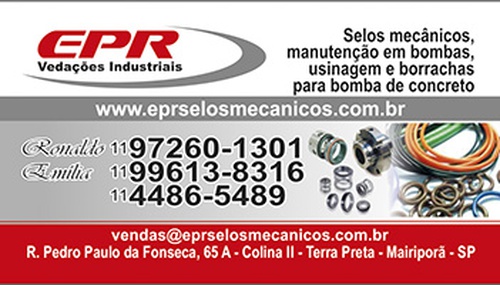 EPR
Vedações Industriais
Selos mecânicos,
manutenção em bombas,
usinagem e borrachas
para bomba de concreto
www.eprselosmecanicos.com.br
Ronaldo 11 97260-1301
Emília 11 99613-8316
11 4486-5489
vendas@eprselosmecanicos.com.br
R. Pedro Paulo da Fonseca, 65 A - Colina II - Terra Preta - Mairiporã - SP